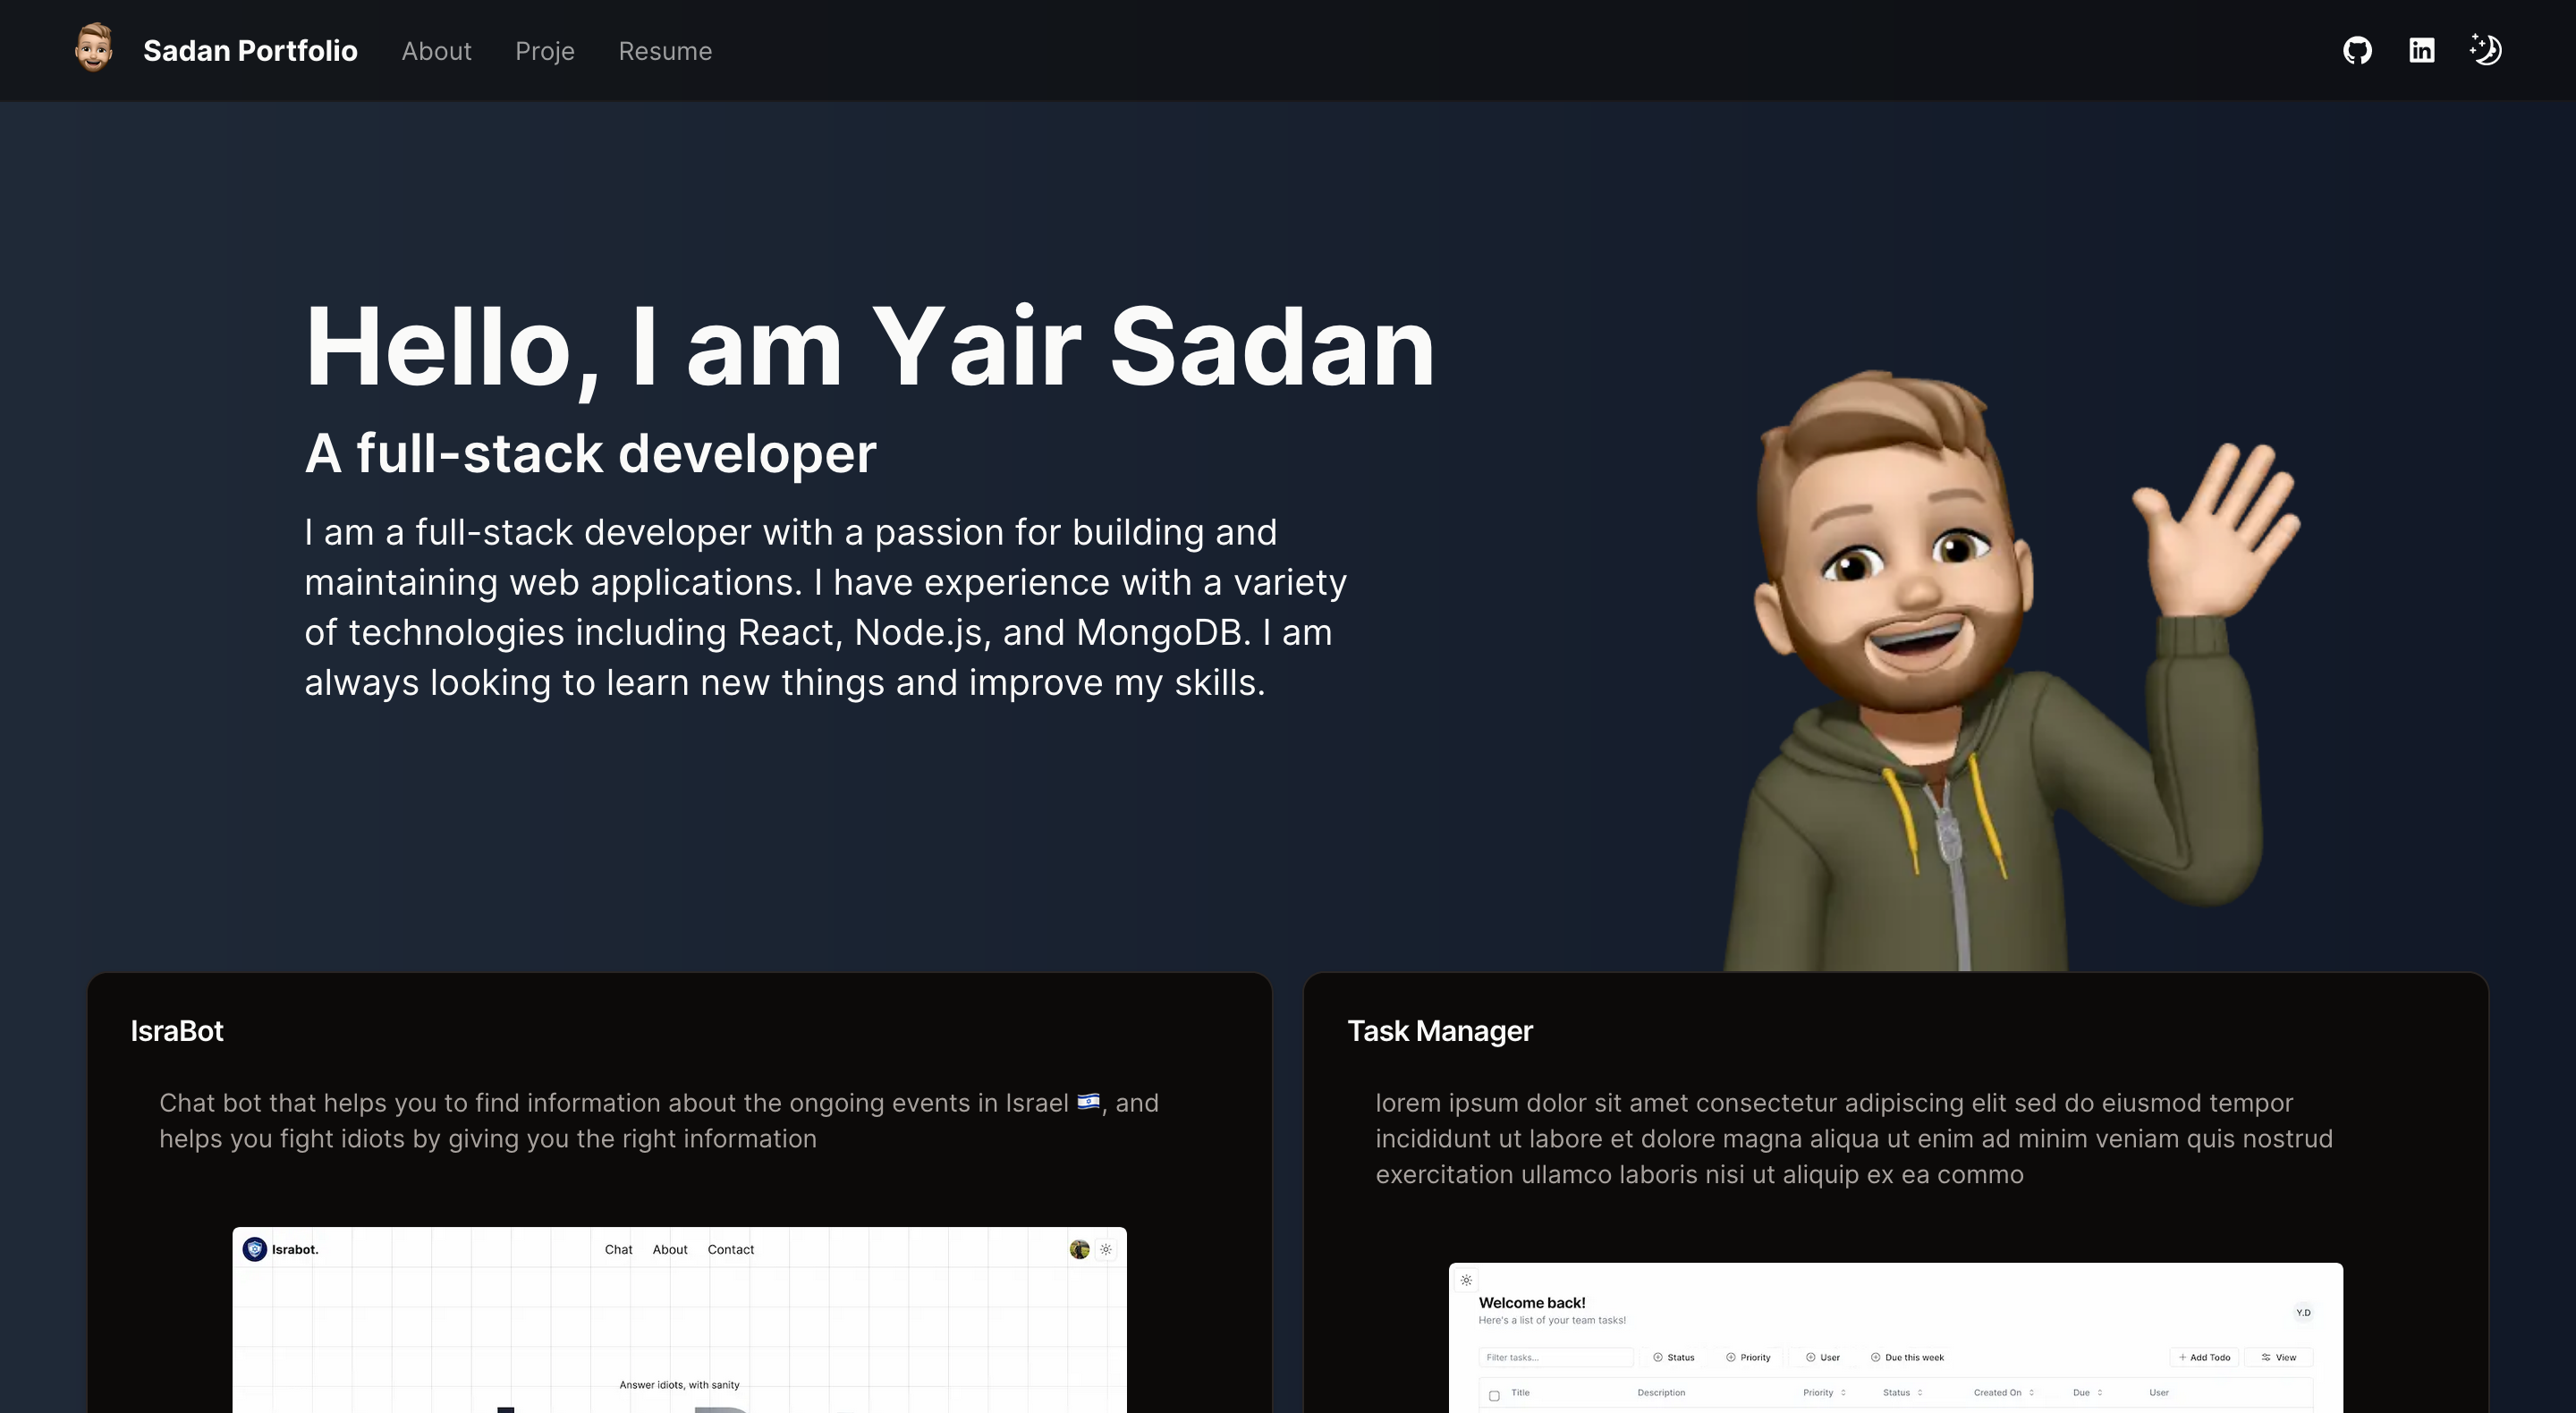 Sadan Portfolio About Proje Resume
Hello, I am Yair Sadan
A full-stack developer
I am a full-stack developer with a passion for building and
maintaining web applications. I have experience with a variety
of technologies including React, Node.js, and MongoDB. I am
always looking to learn new things and improve my skills.
IsraBot
Chat bot that helps you to find information about the ongoing events in Israel 🇮🇱, and
helps you fight idiots by giving you the right information
Israbot. Chat About Contact
Answer idiots, with sanity
Task Manager
lorem ipsum dolor sit amet consectetur adipiscing elit sed do eiusmod tempor
incididunt ut labore et dolore magna aliqua ut enim ad minim veniam quis nostrud
exercitation ullamco laboris nisi ut aliquip ex ea commo
Welcome back!
Y.D
Here's a list of your team tasks!
Filter tasks... Status Priority User Due this week Add Todo View
Title Description Priority Status Created On Due User